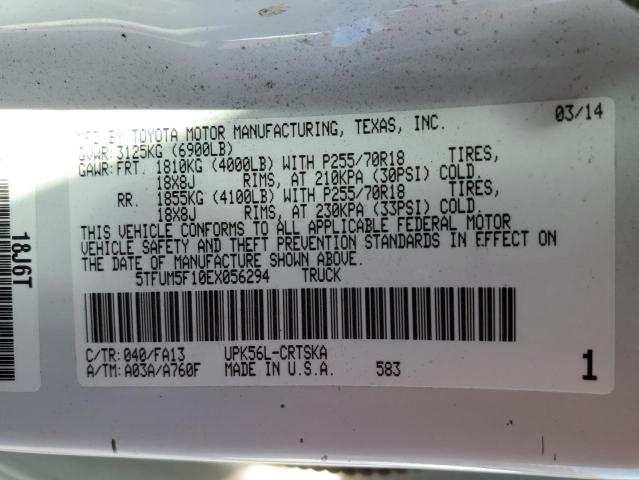 MFD BY TOYOTA MOTOR MANUFACTURING, TEXAS, INC. 03/14
GVWR: 3125KG (6900LB)
GAWR: FRT. 1810KG (4000LB) WITH P255/70R18 TIRES,
18X8J RIMS, AT 210KPA (30PSI) COLD.
RR. 1855KG (4100LB) WITH P255/70R18 TIRES,
18X8J RIMS, AT 230KPA (33PSI) COLD.
THIS VEHICLE CONFORMS TO ALL APPLICABLE FEDERAL MOTOR
VEHICLE SAFETY AND THEFT PREVENTION STANDARDS IN EFFECT ON
THE DATE OF MANUFACTURE SHOWN ABOVE.
5TFUM5F10EX056294 TRUCK
C/TR: 040/FA13 UPK56L-CRTSKA
A/TM: A03A/A760F MADE IN U.S.A. 583 1
18J6T